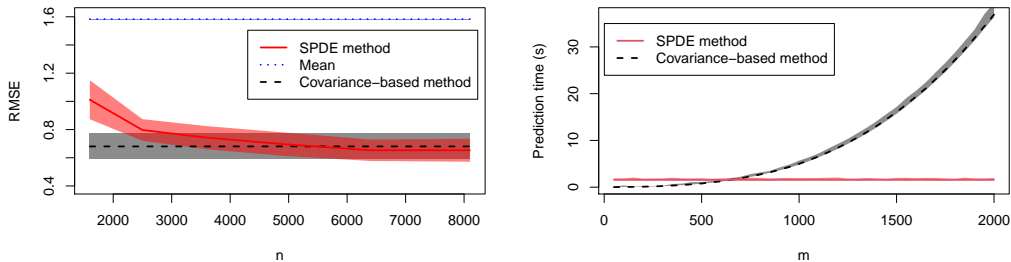 RMSE
1.6
1.2
0.8
0.4
SPDE method
Mean
Covariance−based method
2000 3000 4000 5000 6000 7000 8000
n
Prediction time (s)
30
20
10
0
SPDE method
Covariance−based method
0 500 1000 1500 2000
m